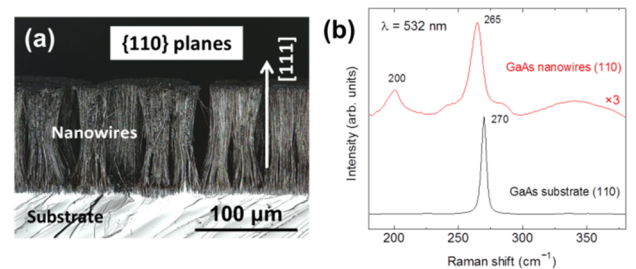 (a)
{110} planes
[111]
Nanowires
Substrate
100 μm
(b)
λ = 532 nm
265
GaAs nanowires (110)
200
×3
270
GaAs substrate (110)
Intensity (arb. units)
200 250 300 350
Raman shift (cm⁻¹)